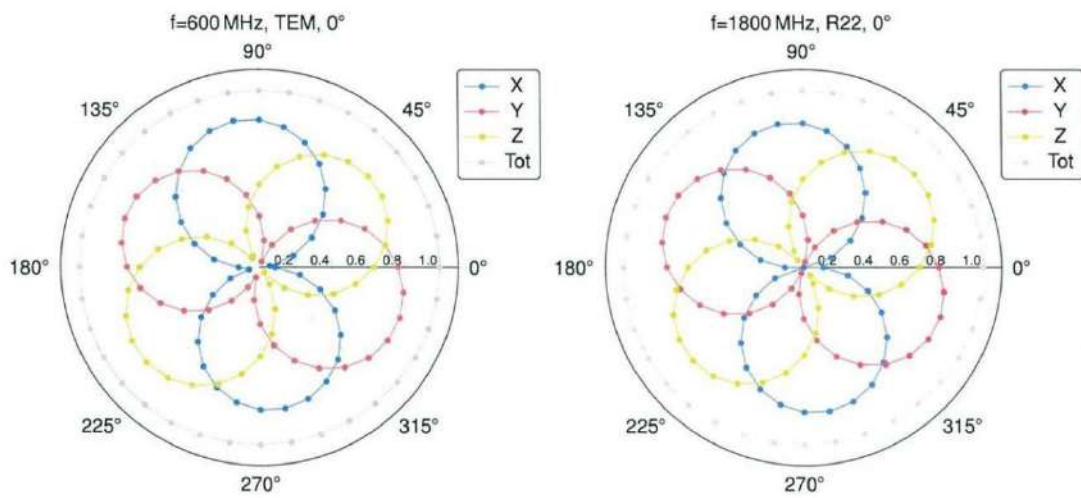 f=600 MHz, TEM, 0°
90°
135°
45°
X
Y
Z
Tot
180°
0.2 0.4 0.6 0.8 1.0
0°
225°
315°
270°
f=1800 MHz, R22, 0°
90°
135°
45°
X
Y
Z
Tot
180°
0.2 0.4 0.6 0.8 1.0
0°
225°
315°
270°